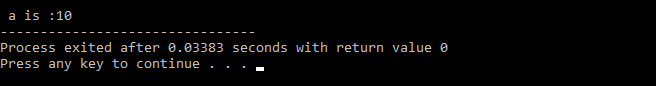 a is :10
--------------------------------
Process exited after 0.03383 seconds with return value 0
Press any key to continue . . .